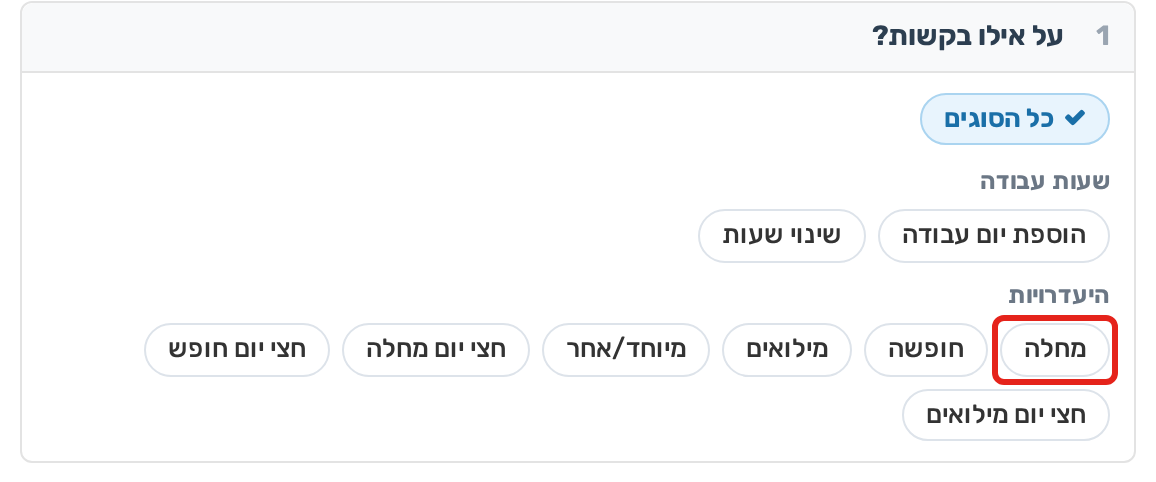 1 על אילו בקשות?
כל הסוגים
שעות עבודה
הוספת יום עבודה שינוי שעות
היעדרויות
מחלה חופשה מילואים מיוחד/אחר חצי יום מחלה חצי יום חופש
חצי יום מילואים